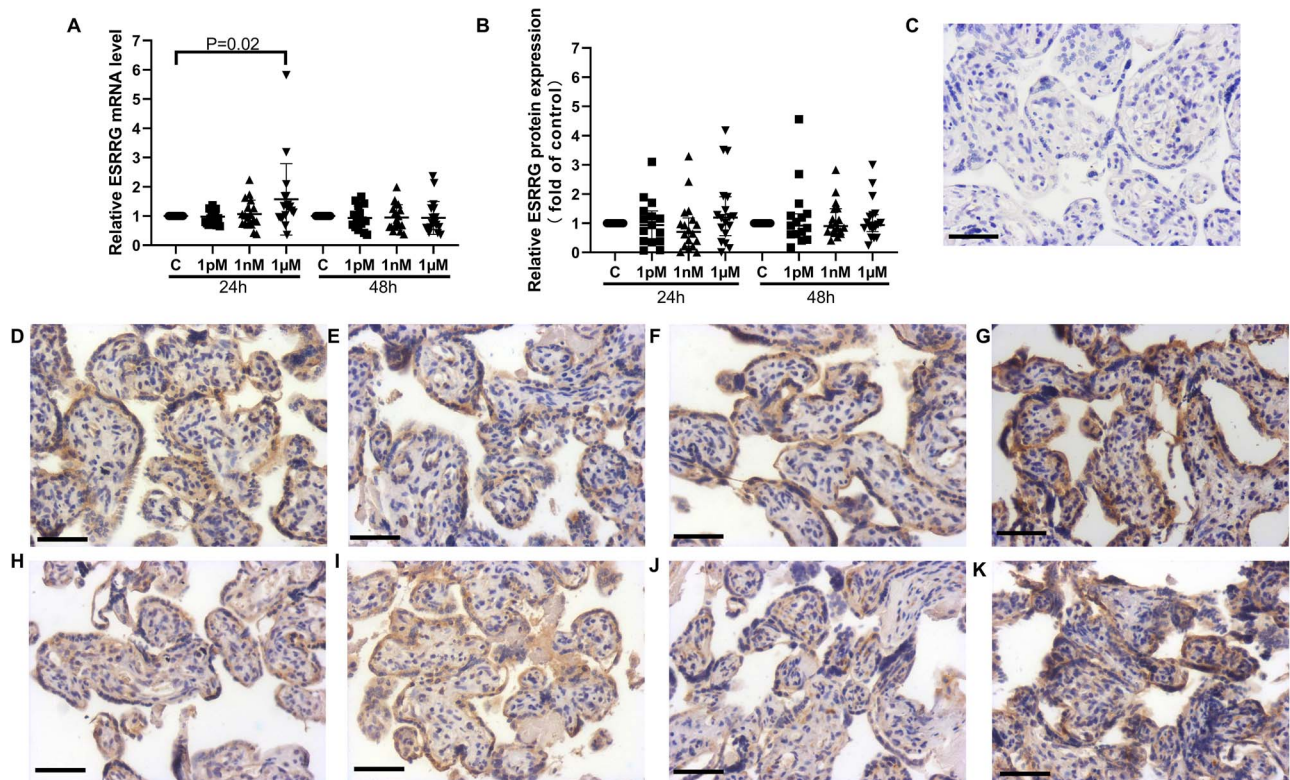 A
Relative ESRRG mRNA level
7
6
5
4
3
2
1
0
P=0.02
C 1pM 1nM 1μM C 1pM 1nM 1μM
24h 48h
B
Relative ESRRG protein expression
( fold of control)
7
6
5
4
3
2
1
0
C 1pM 1nM 1μM C 1pM 1nM 1μM
24h 48h
C
D E F G
H I J K